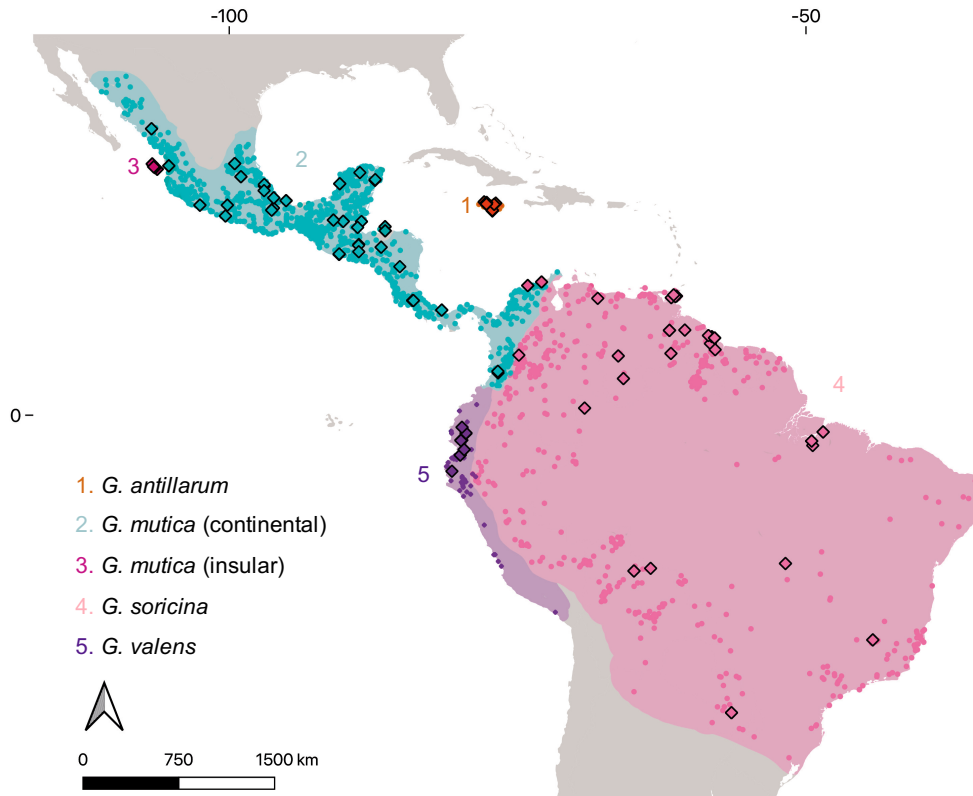 -100 -50
2
3
1
4
0
5
1. G. antillarum
2. G. mutica (continental)
3. G. mutica (insular)
4. G. soricina
5. G. valens
0 750 1500 km